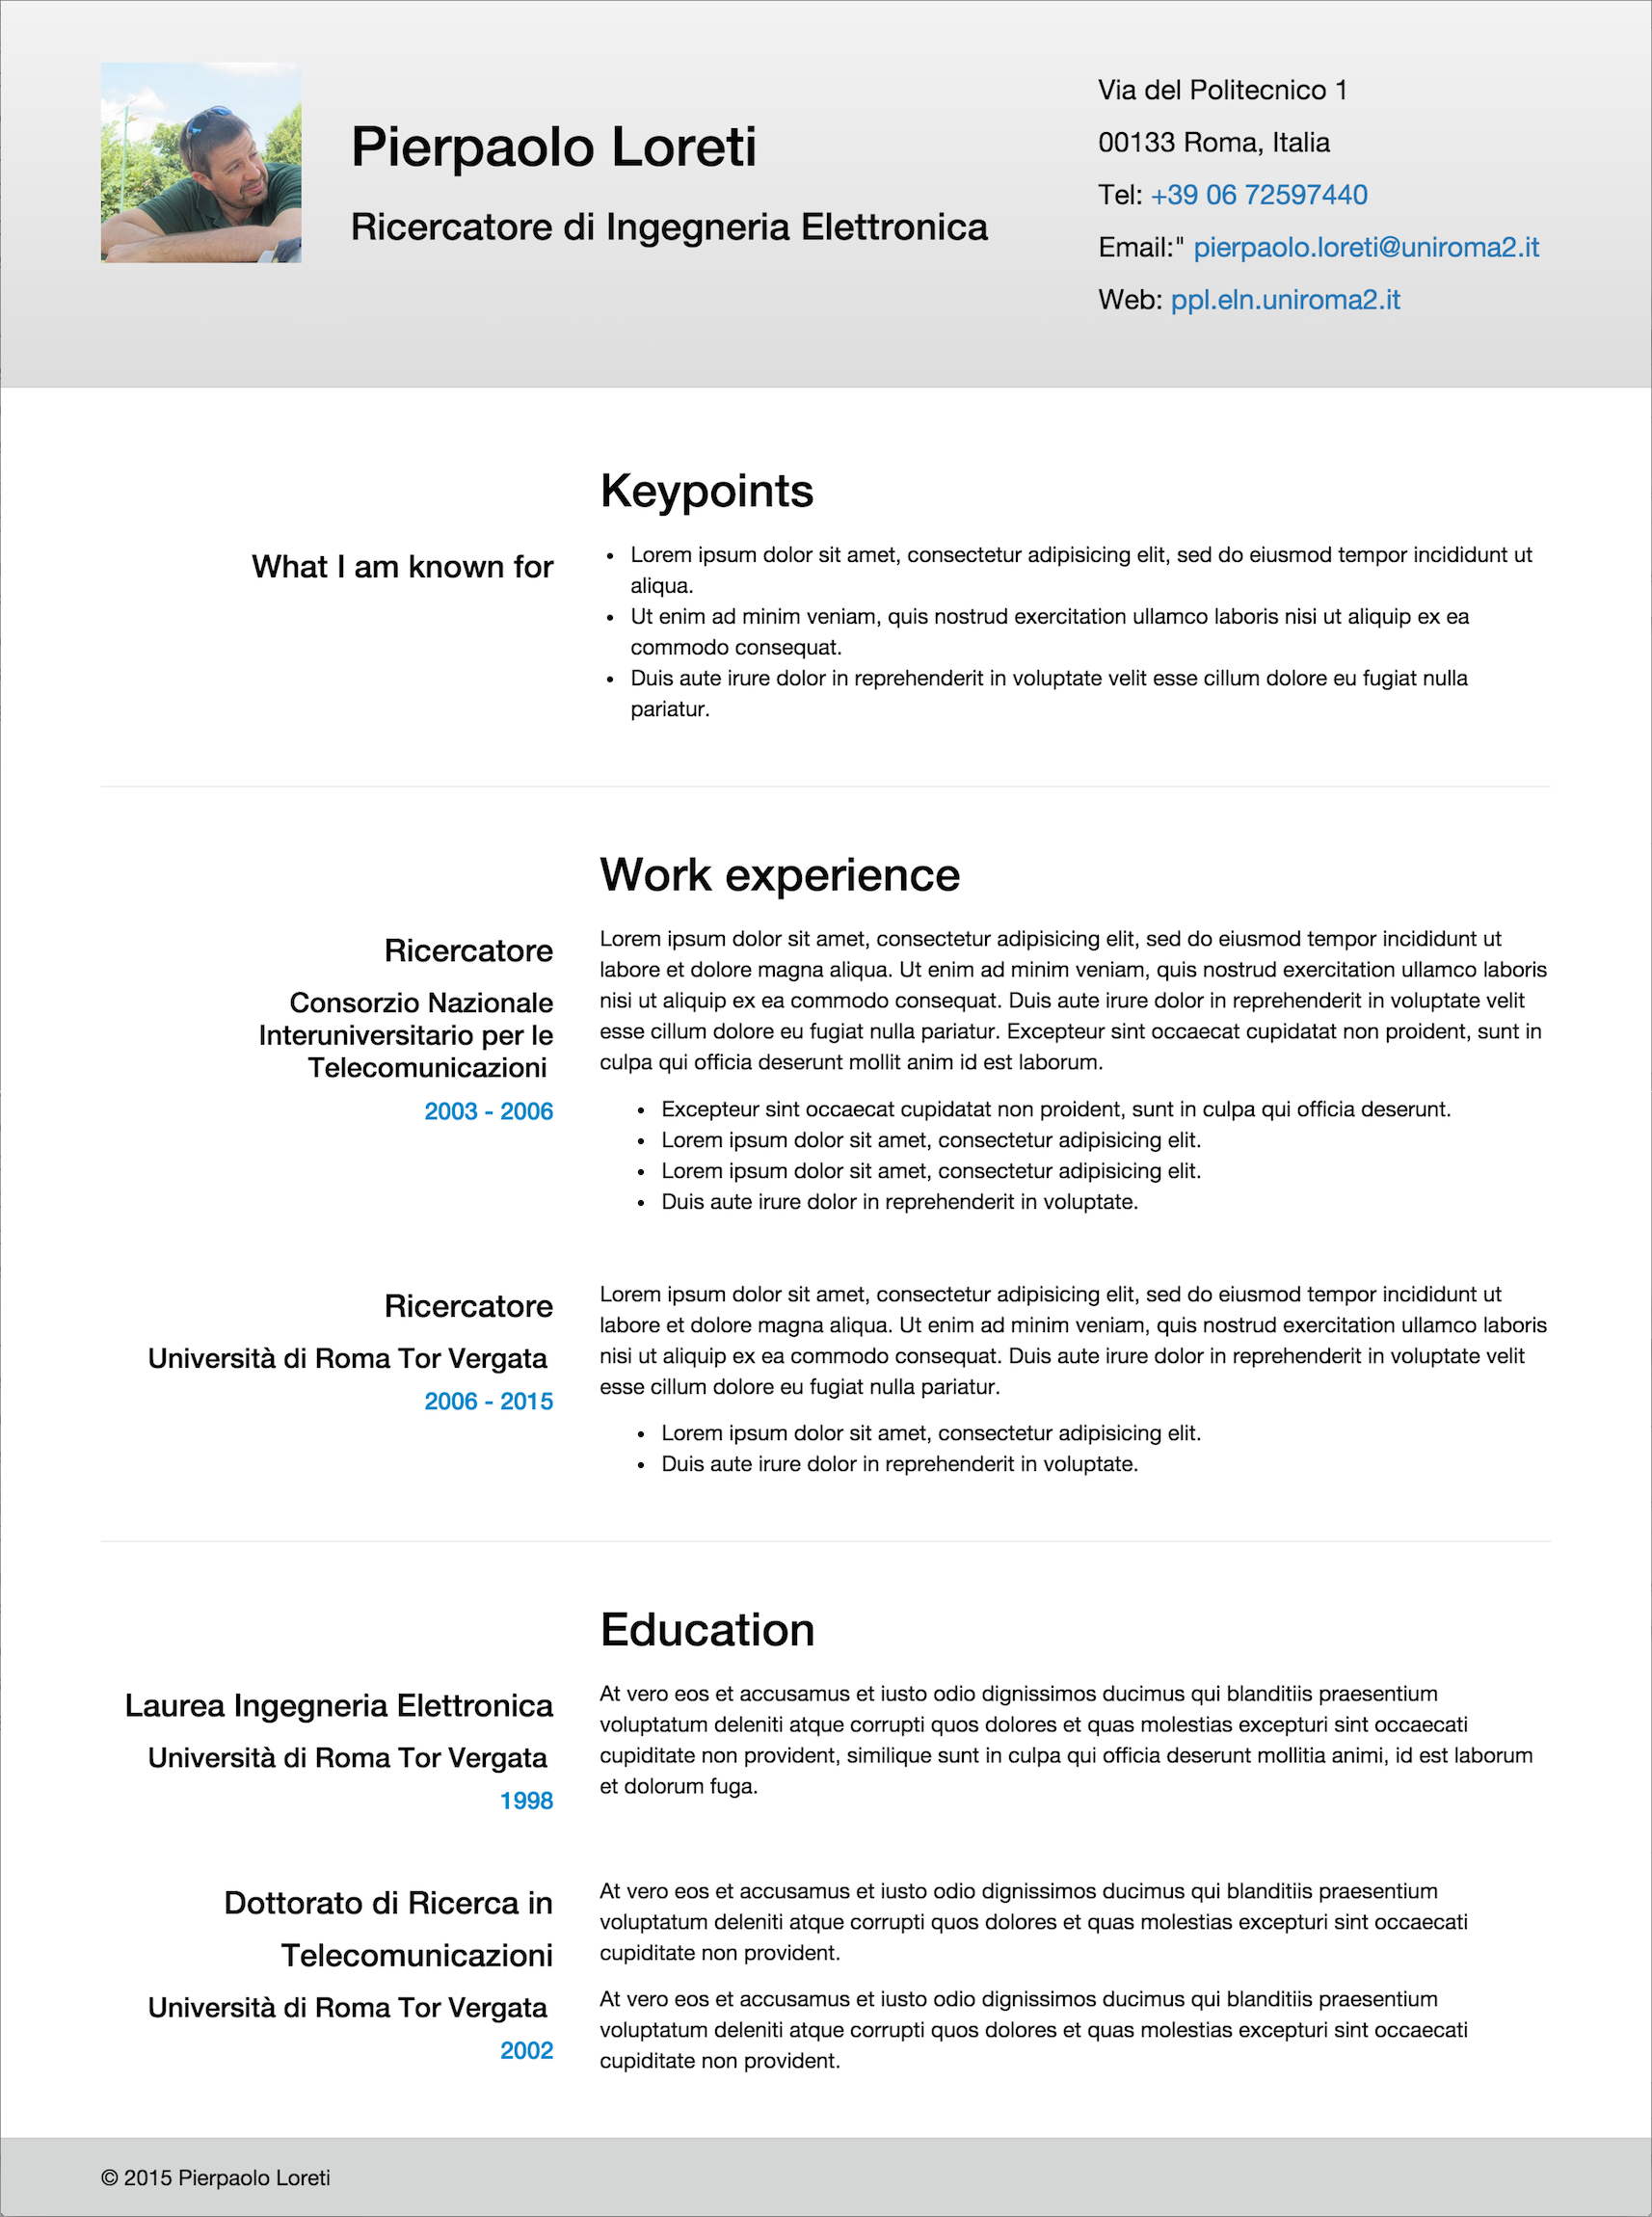 Pierpaolo Loreti
Ricercatore di Ingegneria Elettronica
Via del Politecnico 1
00133 Roma, Italia
Tel: +39 06 72597440
Email:" pierpaolo.loreti@uniroma2.it
Web: ppl.eln.uniroma2.it
Keypoints
What I am known for
• Lorem ipsum dolor sit amet, consectetur adipisicing elit, sed do eiusmod tempor incididunt ut
aliqua.
• Ut enim ad minim veniam, quis nostrud exercitation ullamco laboris nisi ut aliquip ex ea
commodo consequat.
• Duis aute irure dolor in reprehenderit in voluptate velit esse cillum dolore eu fugiat nulla
pariatur.
Work experience
Ricercatore
Consorzio Nazionale
Interuniversitario per le
Telecomunicazioni
2003 - 2006
Lorem ipsum dolor sit amet, consectetur adipisicing elit, sed do eiusmod tempor incididunt ut
labore et dolore magna aliqua. Ut enim ad minim veniam, quis nostrud exercitation ullamco laboris
nisi ut aliquip ex ea commodo consequat. Duis aute irure dolor in reprehenderit in voluptate velit
esse cillum dolore eu fugiat nulla pariatur. Excepteur sint occaecat cupidatat non proident, sunt in
culpa qui officia deserunt mollit anim id est laborum.
• Excepteur sint occaecat cupidatat non proident, sunt in culpa qui officia deserunt.
• Lorem ipsum dolor sit amet, consectetur adipisicing elit.
• Lorem ipsum dolor sit amet, consectetur adipisicing elit.
• Duis aute irure dolor in reprehenderit in voluptate.
Ricercatore
Università di Roma Tor Vergata
2006 - 2015
Lorem ipsum dolor sit amet, consectetur adipisicing elit, sed do eiusmod tempor incididunt ut
labore et dolore magna aliqua. Ut enim ad minim veniam, quis nostrud exercitation ullamco laboris
nisi ut aliquip ex ea commodo consequat. Duis aute irure dolor in reprehenderit in voluptate velit
esse cillum dolore eu fugiat nulla pariatur.
• Lorem ipsum dolor sit amet, consectetur adipisicing elit.
• Duis aute irure dolor in reprehenderit in voluptate.
Education
Laurea Ingegneria Elettronica
Università di Roma Tor Vergata
1998
At vero eos et accusamus et iusto odio dignissimos ducimus qui blanditiis praesentium
voluptatum deleniti atque corrupti quos dolores et quas molestias excepturi sint occaecati
cupiditate non provident, similique sunt in culpa qui officia deserunt mollitia animi, id est laborum
et dolorum fuga.
Dottorato di Ricerca in
Telecomunicazioni
Università di Roma Tor Vergata
2002
At vero eos et accusamus et iusto odio dignissimos ducimus qui blanditiis praesentium
voluptatum deleniti atque corrupti quos dolores et quas molestias excepturi sint occaecati
cupiditate non provident.
At vero eos et accusamus et iusto odio dignissimos ducimus qui blanditiis praesentium
voluptatum deleniti atque corrupti quos dolores et quas molestias excepturi sint occaecati
cupiditate non provident.
© 2015 Pierpaolo Loreti